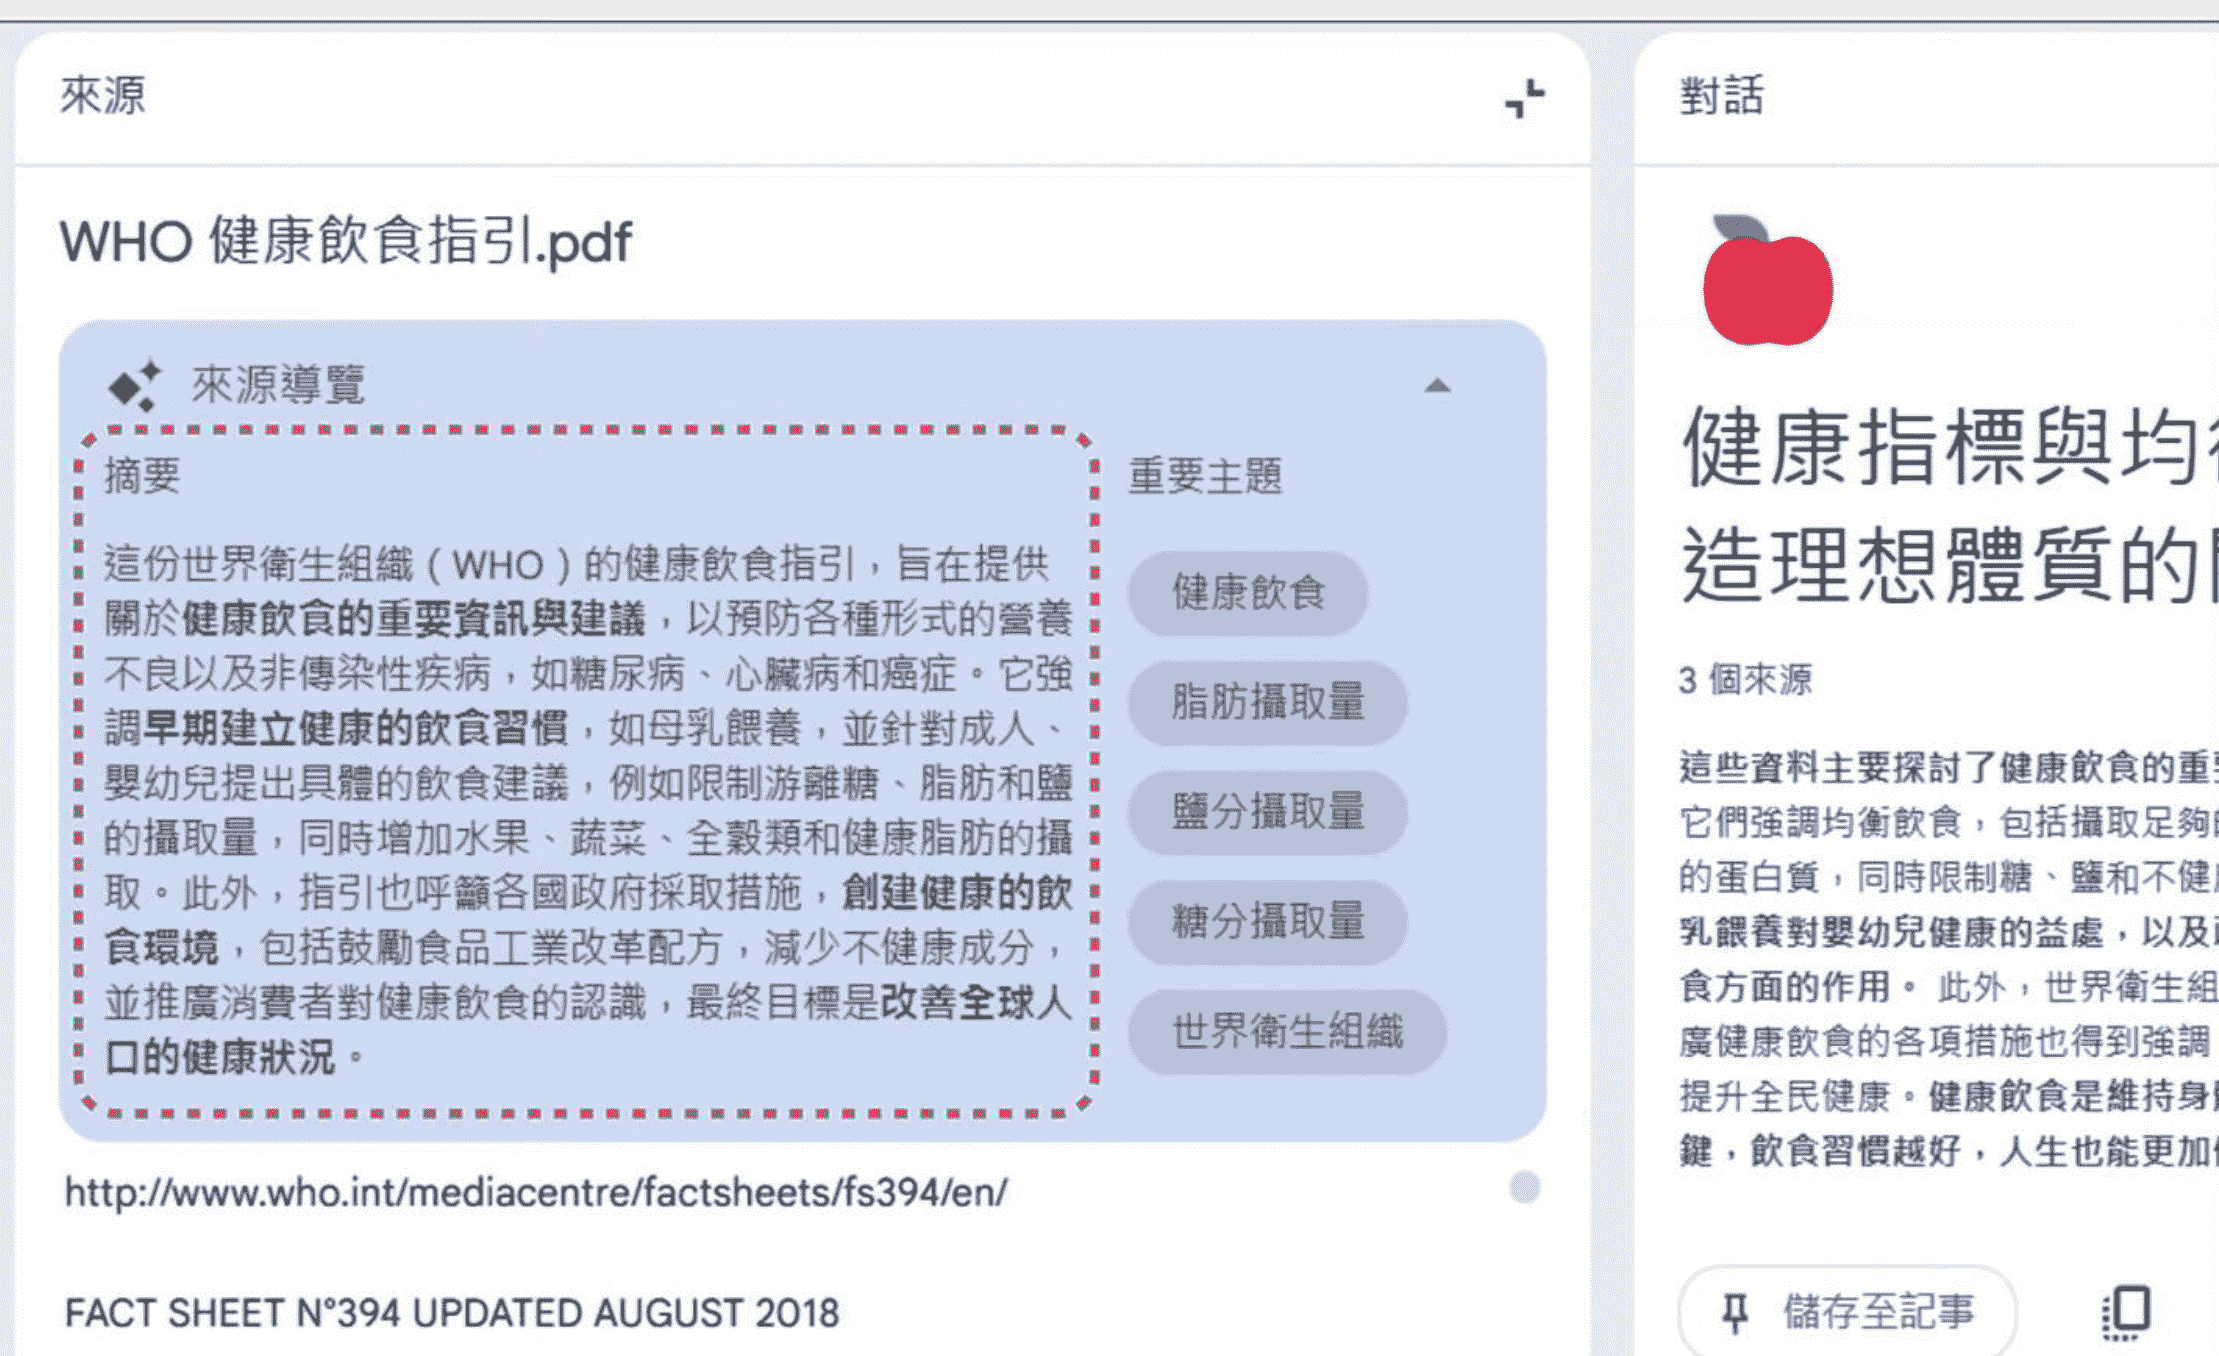 來源
WHO 健康飲食指引.pdf
來源導覽
摘要
這份世界衛生組織（WHO）的健康飲食指引，旨在提供
關於健康飲食的重要資訊與建議，以預防各種形式的營養
不良以及非傳染性疾病，如糖尿病、心臟病和癌症。它強
調早期建立健康的飲食習慣，如母乳餵養，並針對成人、
嬰幼兒提出具體的飲食建議，例如限制游離糖、脂肪和鹽
的攝取量，同時增加水果、蔬菜、全穀類和健康脂肪的攝
取。此外，指引也呼籲各國政府採取措施，創建健康的飲
食環境，包括鼓勵食品工業改革配方，減少不健康成分，
並推廣消費者對健康飲食的認識，最終目標是改善全球人
口的健康狀況。
重要主題
健康飲食
脂肪攝取量
鹽分攝取量
糖分攝取量
世界衛生組織
http://www.who.int/mediacentre/factsheets/fs394/en/
FACT SHEET N°394 UPDATED AUGUST 2018
對話
健康指標與均
造理想體質的
3 個來源
這些資料主要探討了健康飲食的重
它們強調均衡飲食，包括攝取足夠
的蛋白質，同時限制糖、鹽和不健
乳餵養對嬰幼兒健康的益處，以及
食方面的作用。 此外，世界衛生組
廣健康飲食的各項措施也得到強調
提升全民健康。健康飲食是維持身
鍵，飲食習慣越好，人生也能更加
儲存至記事